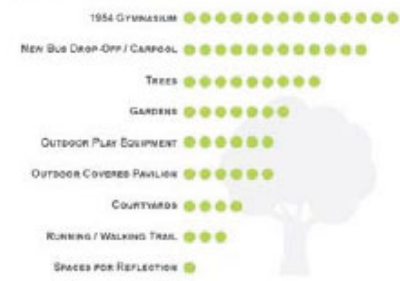 1954 GYMNASIUM
NEW BUS DROP-OFF / CARPOOL
TREES
GARDENS
OUTDOOR PLAY EQUIPMENT
OUTDOOR COVERED PAVILION
COURTYARDS
RUNNING / WALKING TRAIL
SPACES FOR REFLECTION